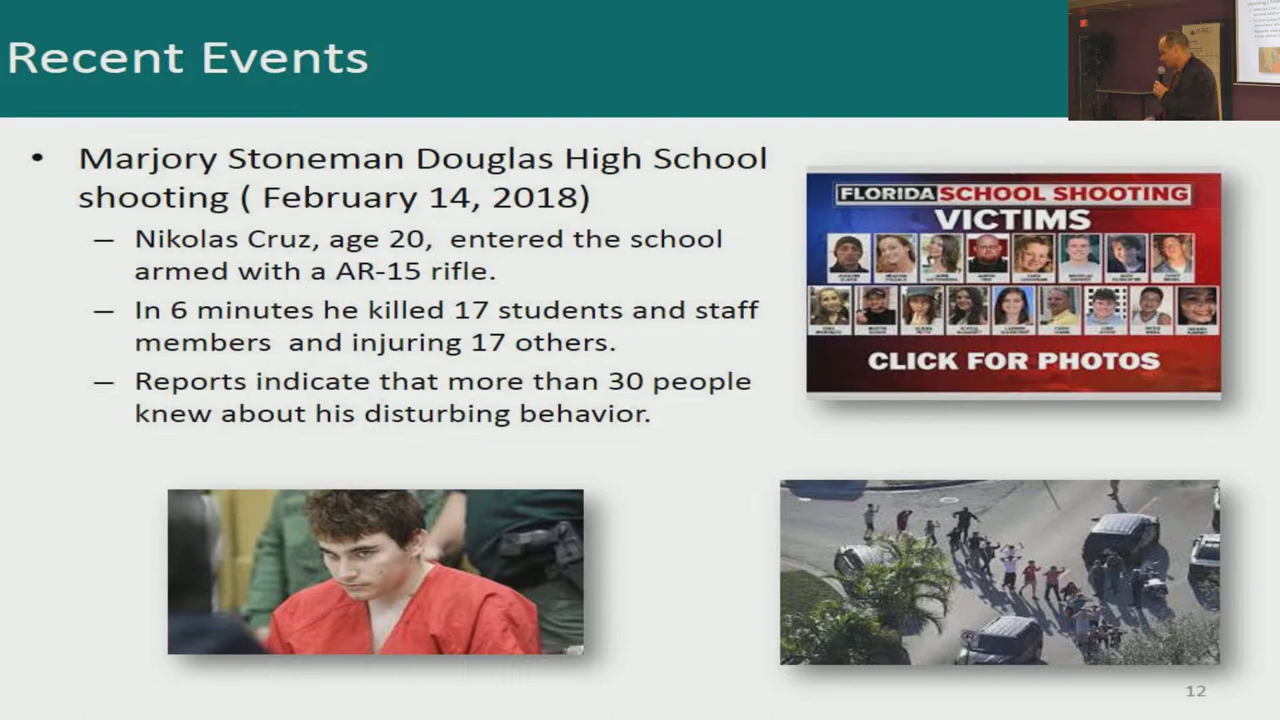 Recent Events
• Marjory Stoneman Douglas High School
shooting ( February 14, 2018)
– Nikolas Cruz, age 20,  entered the school
armed with a AR-15 rifle.
– In 6 minutes he killed 17 students and staff
members  and injuring 17 others.
– Reports indicate that more than 30 people
knew about his disturbing behavior.
FLORIDA SCHOOL SHOOTING
VICTIMS
CLICK FOR PHOTOS
12